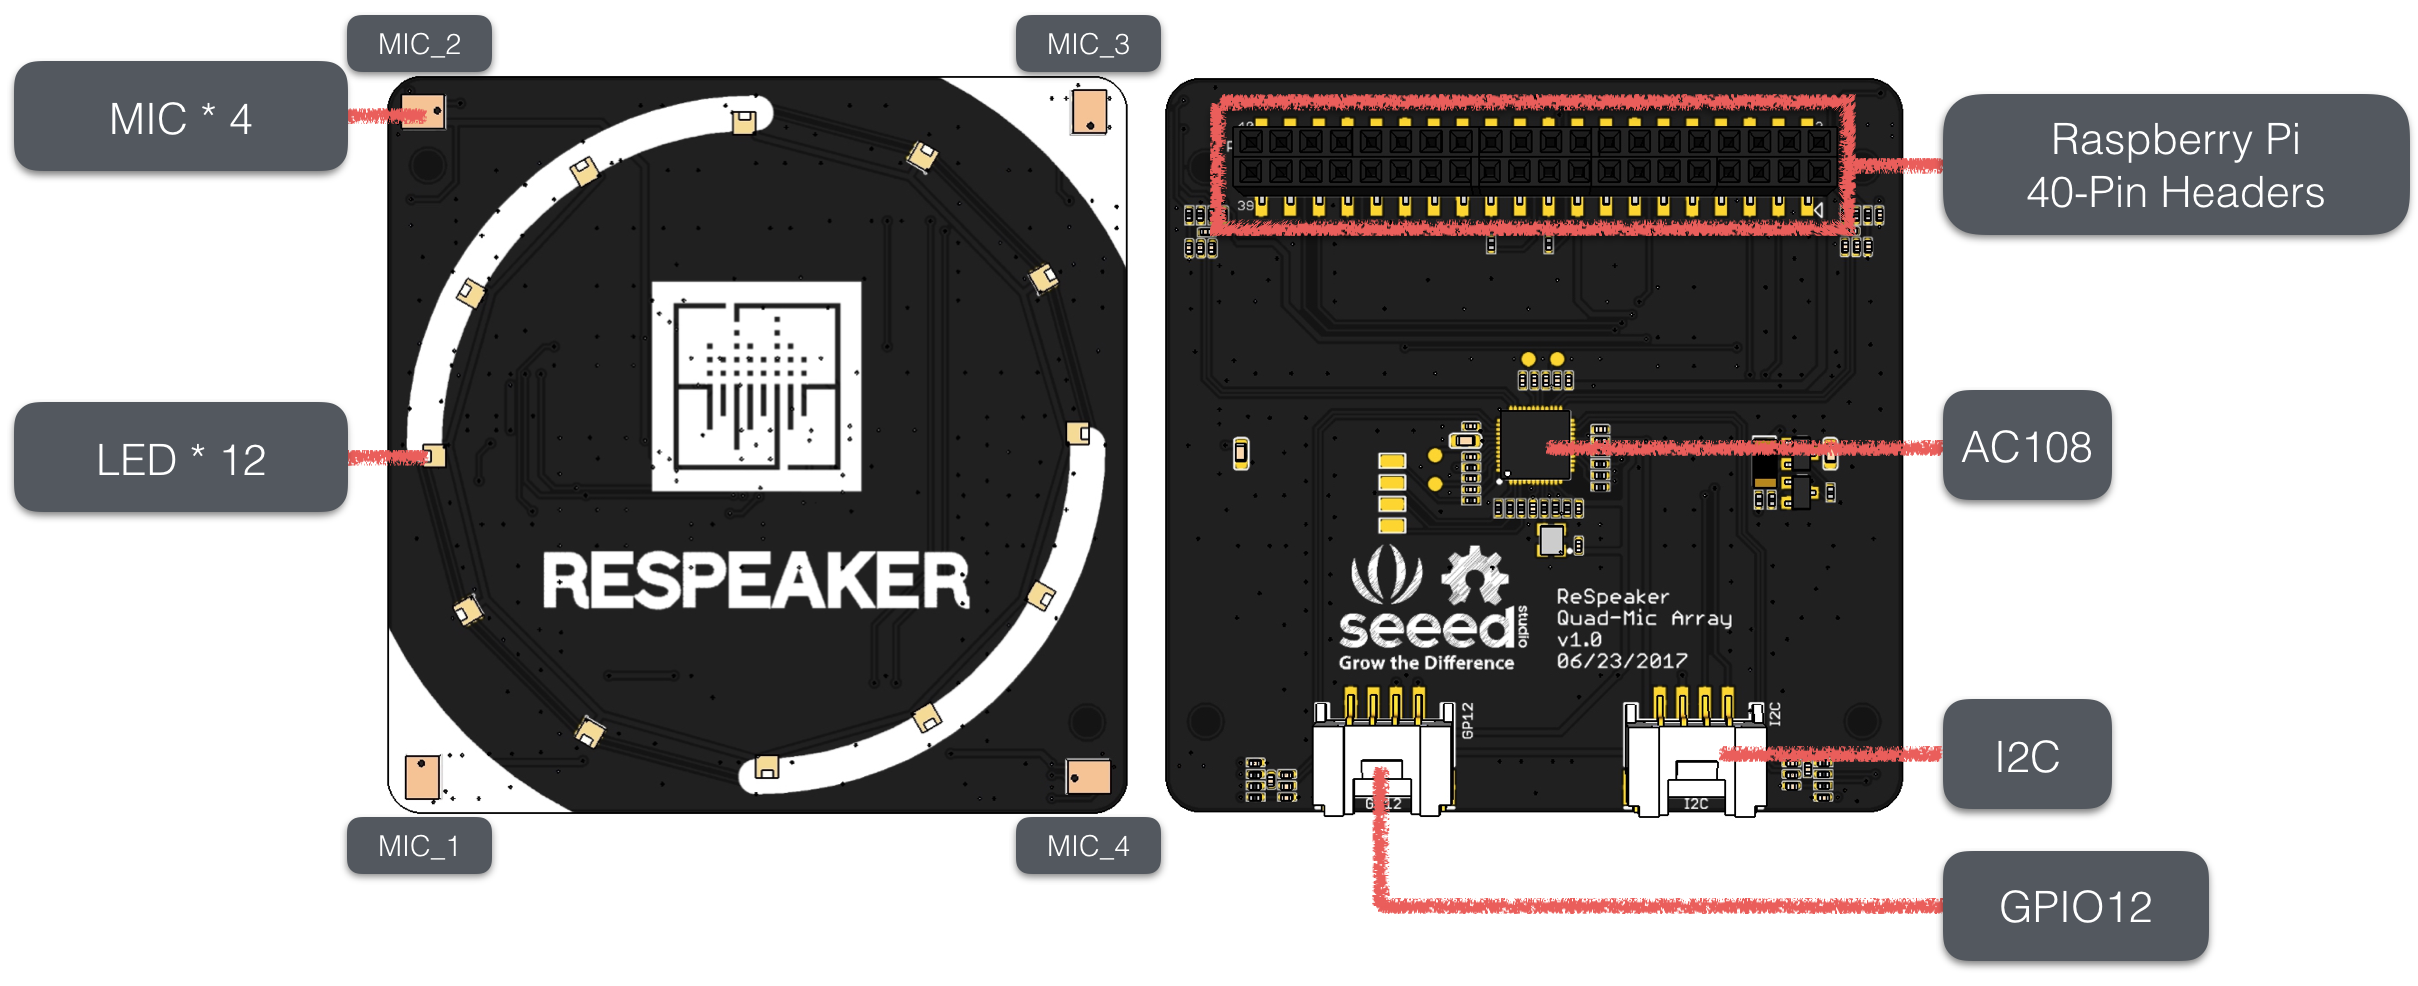 MIC_2
MIC_3
MIC * 4
LED * 12
RESPEAKER
MIC_1
MIC_4
39
Raspberry Pi
40-Pin Headers
AC108
seeed
studio
Grow the Difference
ReSpeaker
Quad-Mic Array
v1.0
06/23/2017
GP12
I2C
I2C
I2C
GPIO12